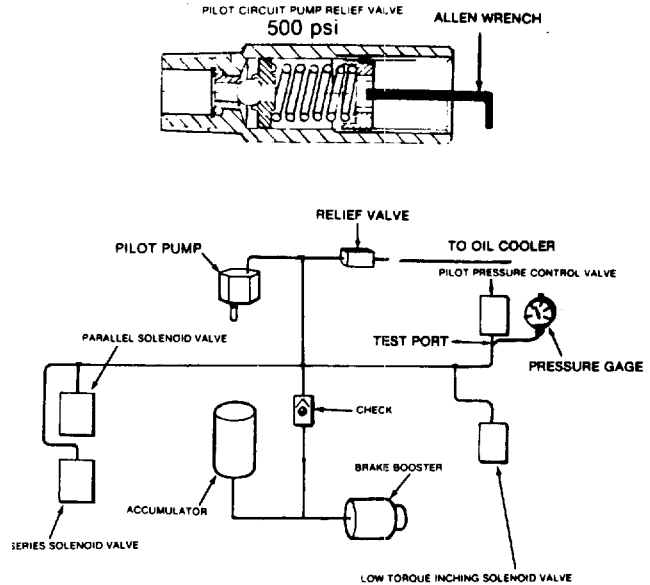 PILOT CIRCUIT PUMP RELIEF VALVE
500 psi
ALLEN WRENCH
RELIEF VALVE
PILOT PUMP
TO OIL COOLER
PILOT PRESSURE CONTROL VALVE
TEST PORT
PRESSURE GAGE
PARALLEL SOLENOID VALVE
CHECK
BRAKE BOOSTER
ACCUMULATOR
SERIES SOLENOID VALVE
LOW TORQUE INCHING SOLENOID VALVE